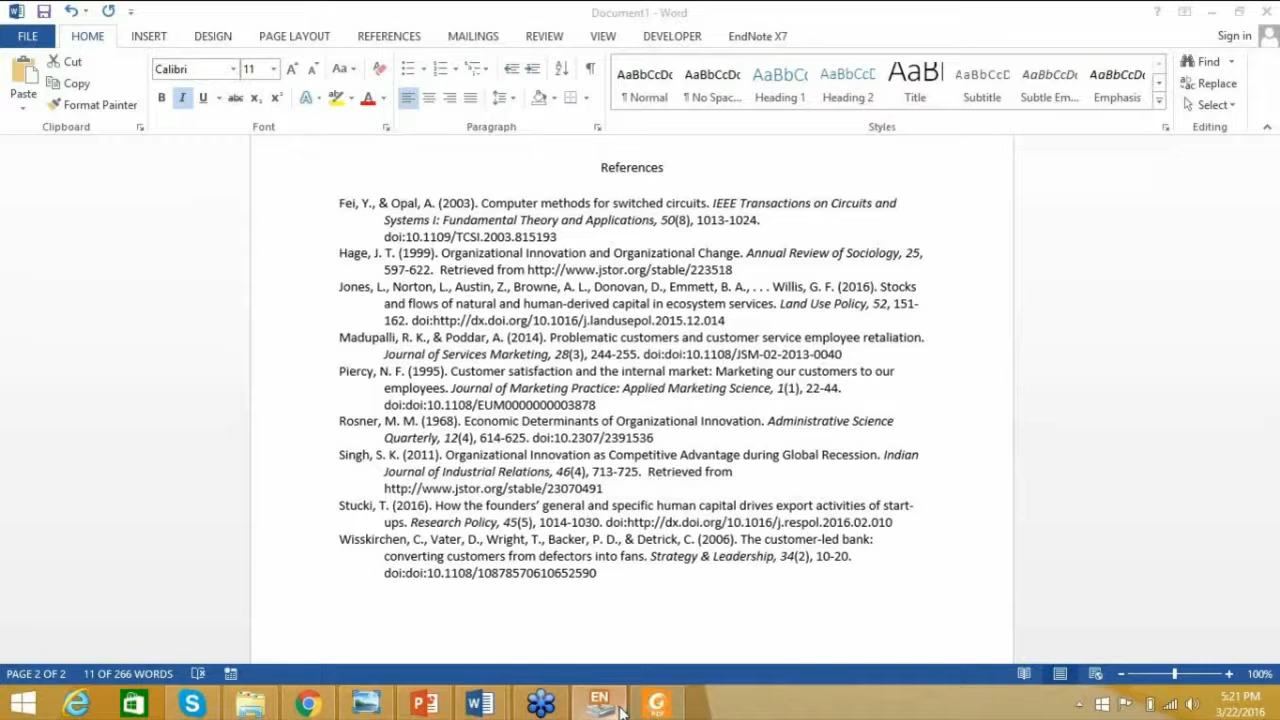 Document1 - Word
FILE HOME INSERT DESIGN PAGE LAYOUT REFERENCES MAILINGS REVIEW VIEW DEVELOPER EndNote X7 Sign in
Paste
Cut
Copy
Format Painter
Clipboard
Calibri 11
Font
Paragraph
AaBbCcDc AaBbCcDc AaBbCc AaBbCcD AaB AaBbCcD AaBbCcDc AaBbCcDc
¶ Normal ¶ No Spac... Heading 1 Heading 2 Title Subtitle Subtle Em... Emphasis
Styles
Find
Replace
Select
Editing
References
Fei, Y., & Opal, A. (2003). Computer methods for switched circuits. IEEE Transactions on Circuits and
Systems I: Fundamental Theory and Applications, 50(8), 1013-1024.
doi:10.1109/TCSI.2003.815193
Hage, J. T. (1999). Organizational Innovation and Organizational Change. Annual Review of Sociology, 25,
597-622. Retrieved from http://www.jstor.org/stable/223518
Jones, L., Norton, L., Austin, Z., Browne, A. L., Donovan, D., Emmett, B. A., . . . Willis, G. F. (2016). Stocks
and flows of natural and human-derived capital in ecosystem services. Land Use Policy, 52, 151-
162. doi:http://dx.doi.org/10.1016/j.landusepol.2015.12.014
Madupalli, R. K., & Poddar, A. (2014). Problematic customers and customer service employee retaliation.
Journal of Services Marketing, 28(3), 244-255. doi:doi:10.1108/JSM-02-2013-0040
Piercy, N. F. (1995). Customer satisfaction and the internal market: Marketing our customers to our
employees. Journal of Marketing Practice: Applied Marketing Science, 1(1), 22-44.
doi:doi:10.1108/EUM0000000003878
Rosner, M. M. (1968). Economic Determinants of Organizational Innovation. Administrative Science
Quarterly, 12(4), 614-625. doi:10.2307/2391536
Singh, S. K. (2011). Organizational Innovation as Competitive Advantage during Global Recession. Indian
Journal of Industrial Relations, 46(4), 713-725. Retrieved from
http://www.jstor.org/stable/23070491
Stucki, T. (2016). How the founders’ general and specific human capital drives export activities of start-
ups. Research Policy, 45(5), 1014-1030. doi:http://dx.doi.org/10.1016/j.respol.2016.02.010
Wisskirchen, C., Vater, D., Wright, T., Backer, P. D., & Detrick, C. (2006). The customer-led bank:
converting customers from defectors into fans. Strategy & Leadership, 34(2), 10-20.
doi:doi:10.1108/10878570610652590
PAGE 2 OF 2 11 OF 266 WORDS 100%
EN
5:21 PM
3/22/2016